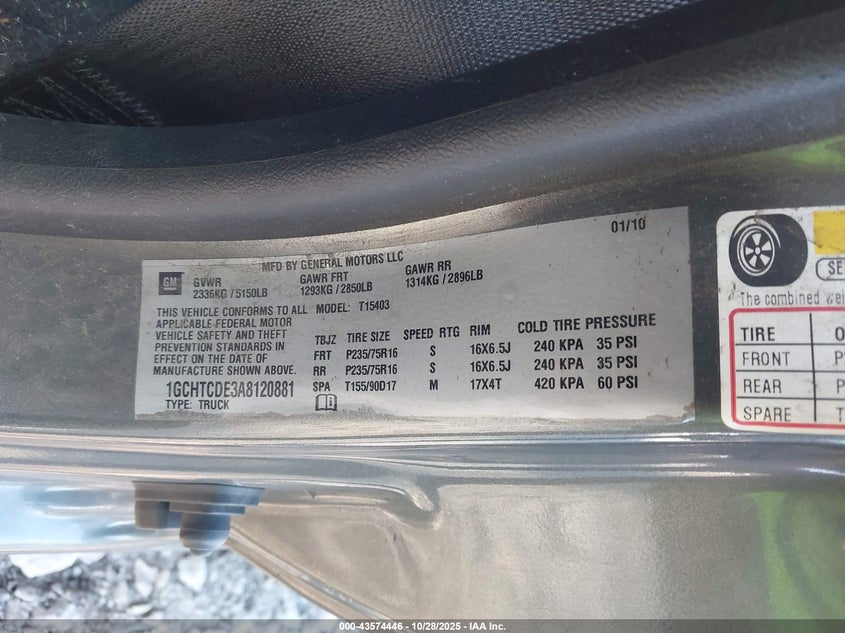 01/10
MFD BY GENERAL MOTORS LLC
GM
GVWR GAWR FRT GAWR RR
2336KG / 5150LB 1293KG / 2850LB 1314KG / 2896LB
THIS VEHICLE CONFORMS TO ALL MODEL: T15403
APPLICABLE FEDERAL MOTOR
VEHICLE SAFETY AND THEFT
PREVENTION STANDARDS IN
EFFECT ON THE DATE OF
MANUFACTURE SHOWN ABOVE.
1GCHTCDE3A8120881
TYPE: TRUCK
TBJZ TIRE SIZE SPEED RTG RIM COLD TIRE PRESSURE
FRT P235/75R16 S 16X6.5J 240 KPA 35 PSI
RR P235/75R16 S 16X6.5J 240 KPA 35 PSI
SPA T155/90D17 M 17X4T 420 KPA 60 PSI
The combined
TIRE
FRONT
REAR
SPARE
000-43574446 - 10/28/2025 - IAA Inc.